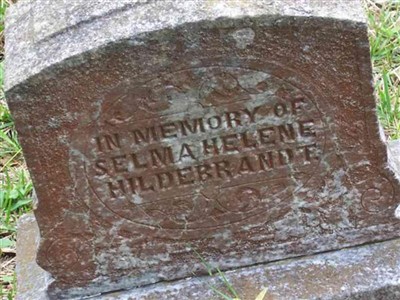 IN MEMORY OF
SELMA HELENE
HILDEBRANDT.